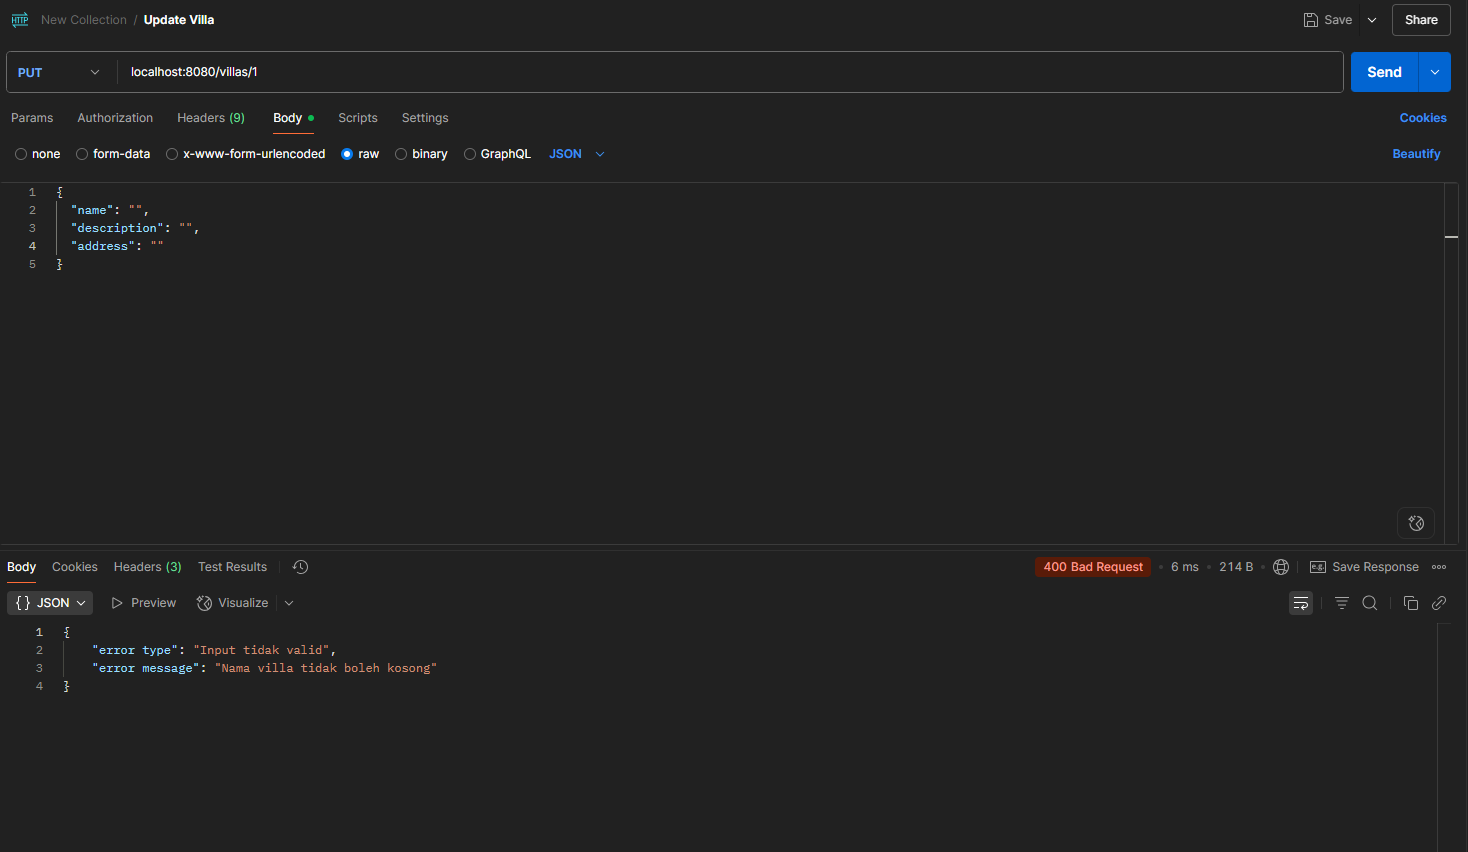 HTTP New Collection / Update Villa Save Share
PUT localhost:8080/villas/1 Send
Params Authorization Headers (9) Body Scripts Settings Cookies
none form-data x-www-form-urlencoded raw binary GraphQL JSON Beautify
1 {
2 "name": "",
3 "description": "",
4 "address": ""
5 }
Body Cookies Headers (3) Test Results 400 Bad Request • 6 ms • 214 B • e.g. Save Response
{} JSON Preview Visualize
1 {
2 "error type": "Input tidak valid",
3 "error message": "Nama villa tidak boleh kosong"
4 }